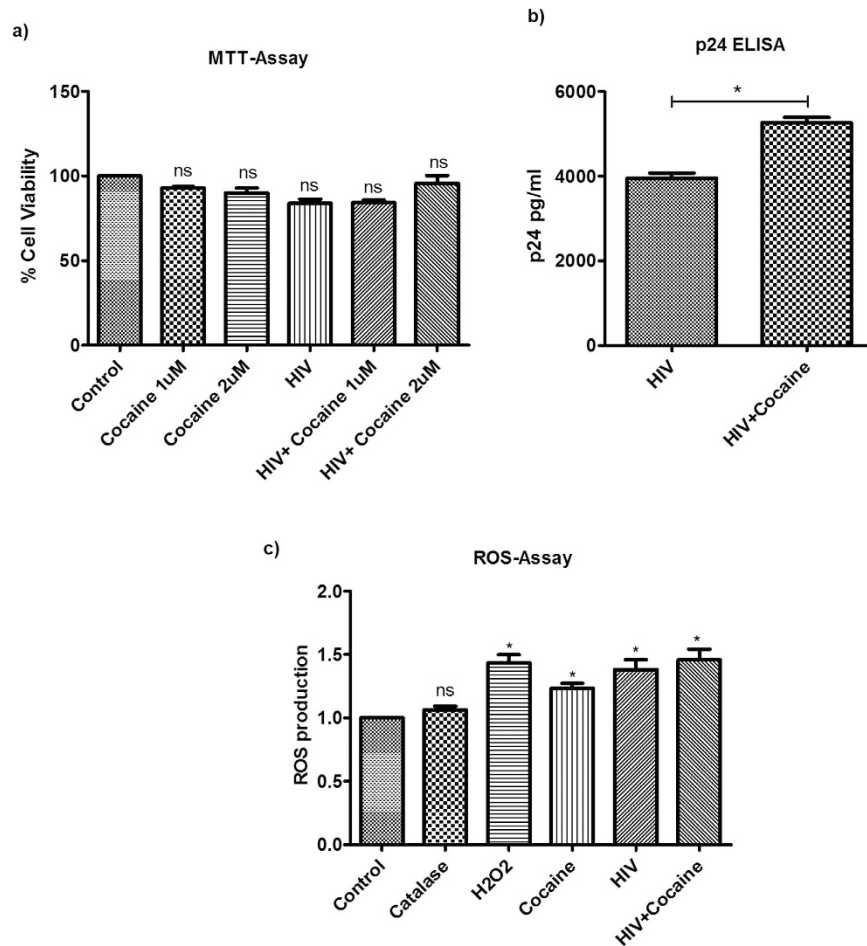 a)
MTT-Assay
% Cell Viability
150
100
50
0
ns
ns
ns
ns
ns
Control
Cocaine 1uM
Cocaine 2uM
HIV
HIV+ Cocaine 1uM
HIV+ Cocaine 2uM
b)
p24 ELISA
p24 pg/ml
6000
4000
2000
0
*
HIV
HIV+Cocaine
c)
ROS-Assay
ROS production
2.0
1.5
1.0
0.5
0.0
ns
*
*
*
*
Control
Catalase
H2O2
Cocaine
HIV
HIV+Cocaine